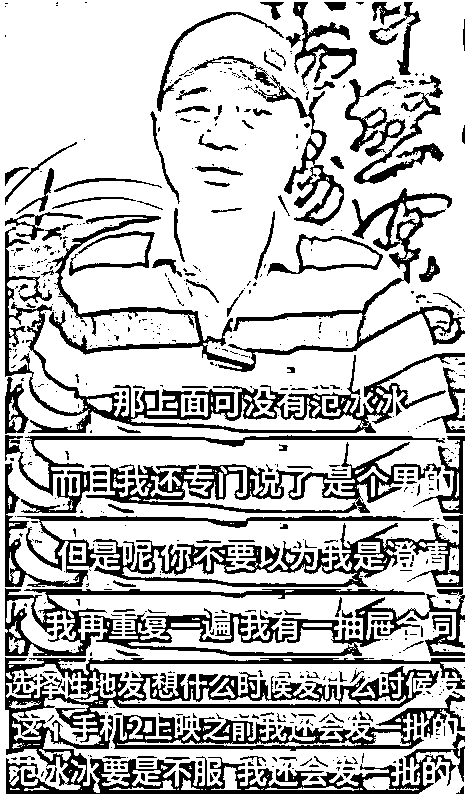 那上面可没有范冰冰
而且我还专门说了 是个男的
但是呢 你不要以为我是澄清
我再重复一遍 我有一抽屉合同
选择性地发 想什么时候发什么时候发
这个手机2上映之前我还会发一批的
范冰冰要是不服 我还会发一批的